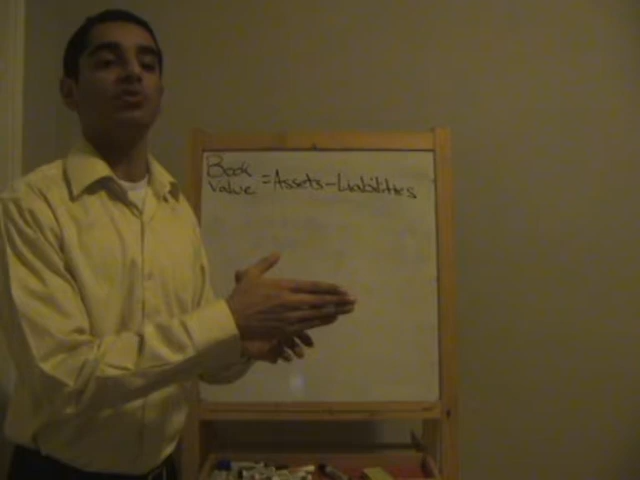 Book
Value = Assets - Liabilities